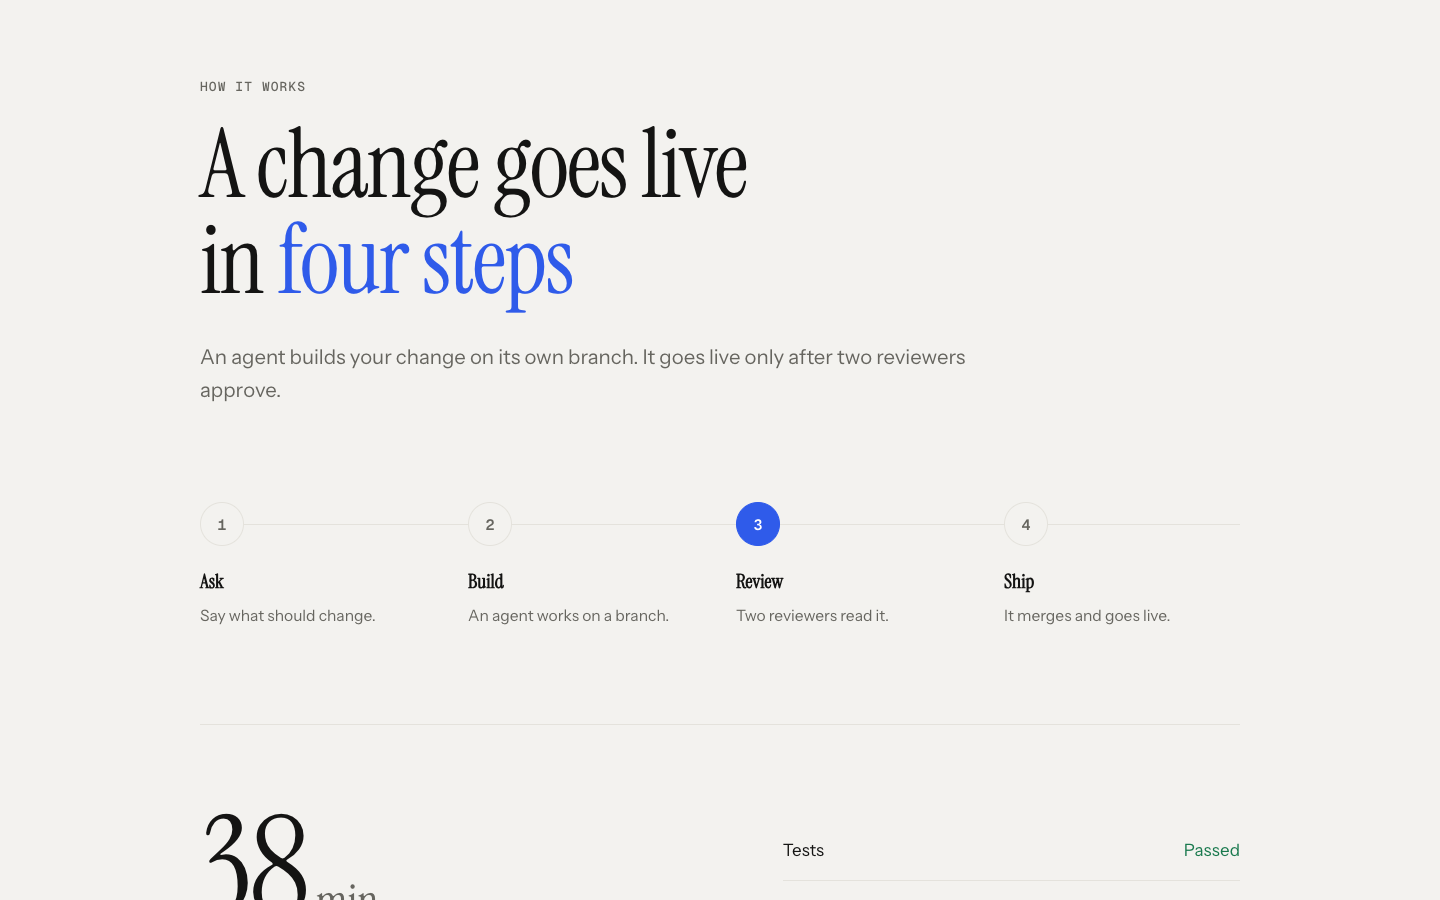 HOW IT WORKS
A change goes live
in four steps
An agent builds your change on its own branch. It goes live only after two reviewers
approve.
1
2
3
4
Ask
Build
Review
Ship
Say what should change.
An agent works on a branch.
Two reviewers read it.
It merges and goes live.
38 min
Tests
Passed